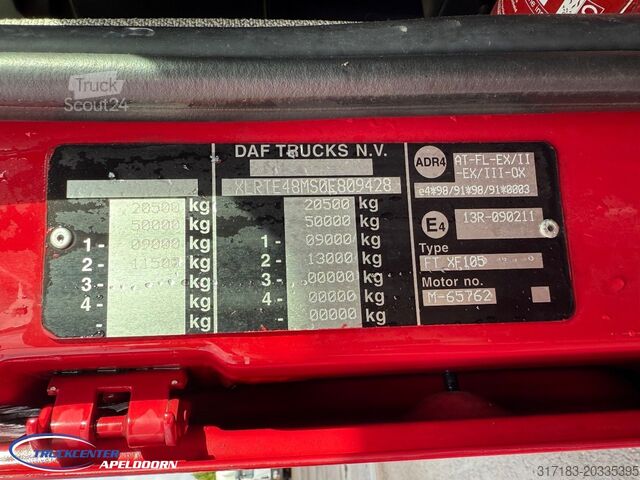 Truck
Scout24
DAF TRUCKS N.V.
XLRTE48MS0E809428
20500 kg
50000 kg
1 - 09000 kg
2 - 11500 kg
3 - kg
4 - kg
- kg
20500 kg
50000 kg
1 - 09000 kg
2 - 13000 kg
3 - 00000 kg
4 - 00000 kg
00000 kg
ADR4
AT-FL-EX/II
-EX/III-OX
e4*98/91*98/91*0003
E4
13R-090211
Type
FT XF105
Motor no.
M-65762
TRUCKCENTER
APELDOORN
317183-20335395